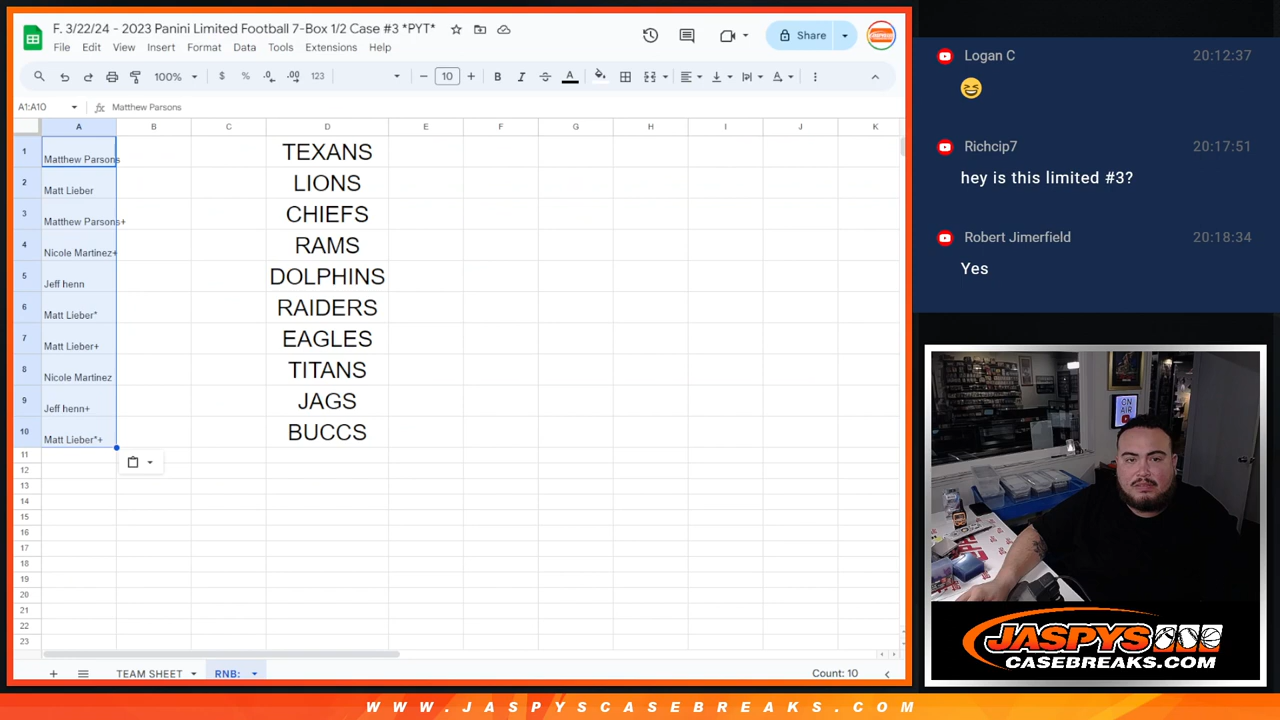 F. 3/22/24 - 2023 Panini Limited Football 7-Box 1/2 Case #3 *PYT*
File Edit View Insert Format Data Tools Extensions Help
Share
100% $ % .0 .00 123 10 B I A
A1:A10 fx Matthew Parsons
A B C D E F G H I J K
1 Matthew Parsons TEXANS
2 Matt Lieber LIONS
3 Matthew Parsons+ CHIEFS
4 Nicole Martinez+ RAMS
5 Jeff henn DOLPHINS
6 Matt Lieber* RAIDERS
7 Matt Lieber+ EAGLES
8 Nicole Martinez TITANS
9 Jeff henn+ JAGS
10 Matt Lieber*+ BUCCS
11
12
13
14
15
16
17
18
19
20
21
22
23
TEAM SHEET RNB: Count: 10
Logan C 20:12:37
Richcip7 20:17:51
hey is this limited #3?
Robert Jimerfield 20:18:34
Yes
ON AIR
JASPYS
CASEBREAKS.COM
WWW.JASPYSCASEBREAKS.COM